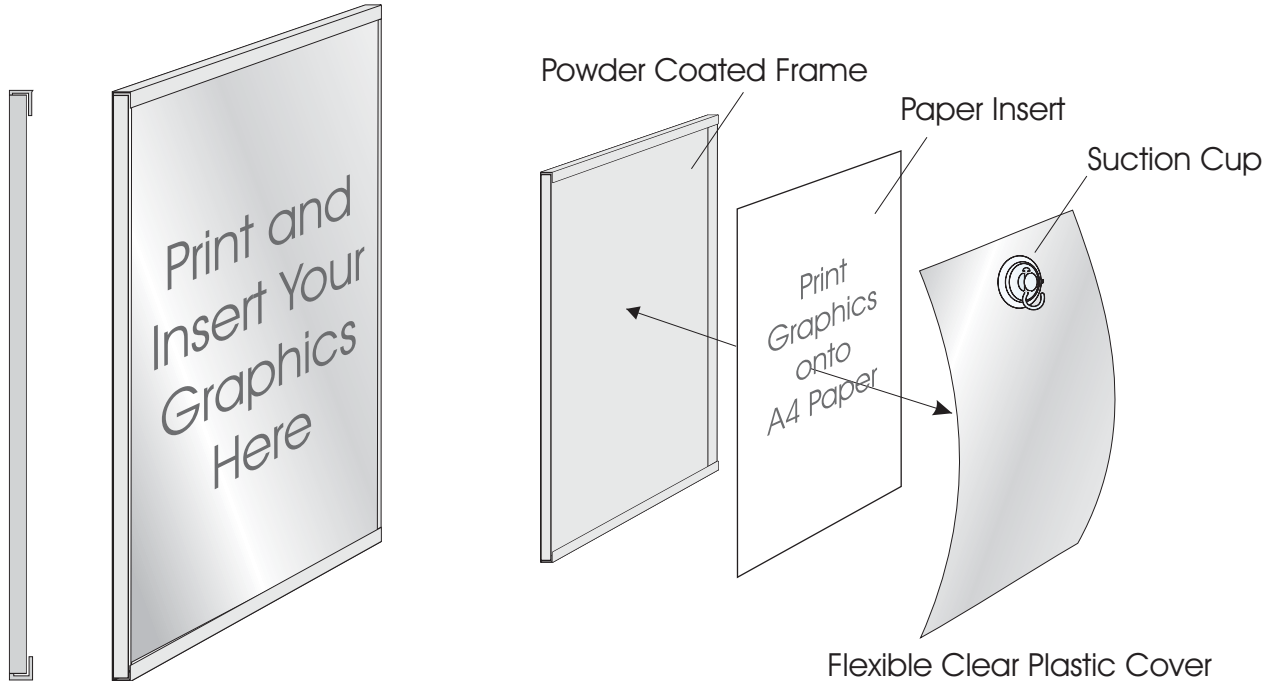 Print and
Insert Your
Graphics
Here
Powder Coated Frame
Paper Insert
Suction Cup
Print
Graphics
onto
A4 Paper
Flexible Clear Plastic Cover